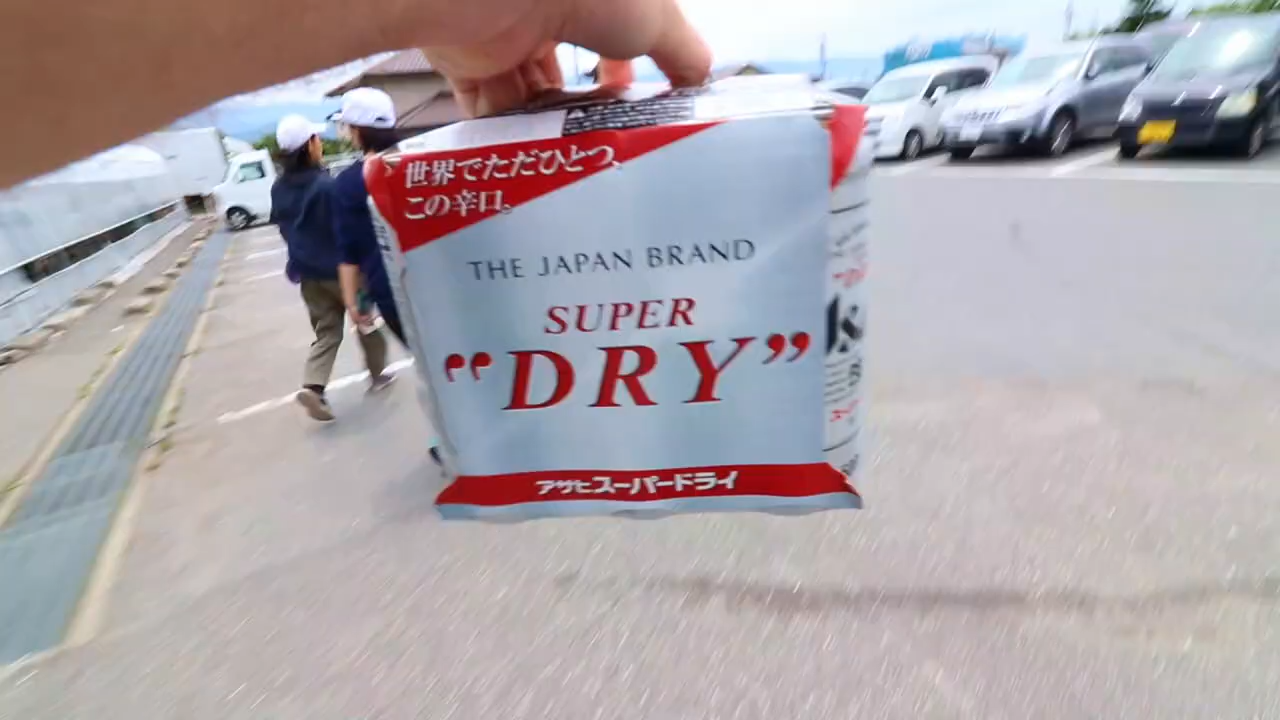 世界でただひとつ、
この辛口。
THE JAPAN BRAND
SUPER
“DRY”
アサヒスーパードライ